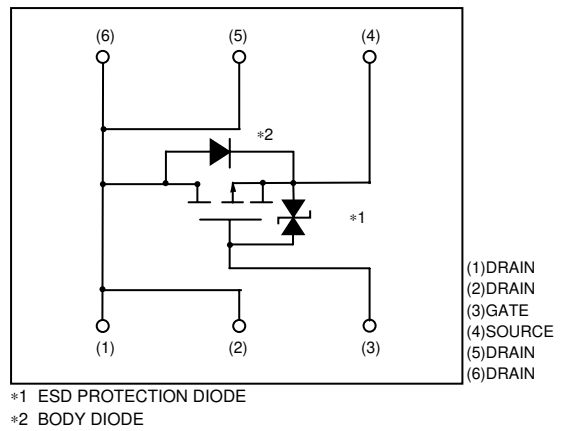 (6) (5) (4)
∗2
∗1
(1) (2) (3)
(1)DRAIN
(2)DRAIN
(3)GATE
(4)SOURCE
(5)DRAIN
(6)DRAIN
∗1 ESD PROTECTION DIODE
∗2 BODY DIODE